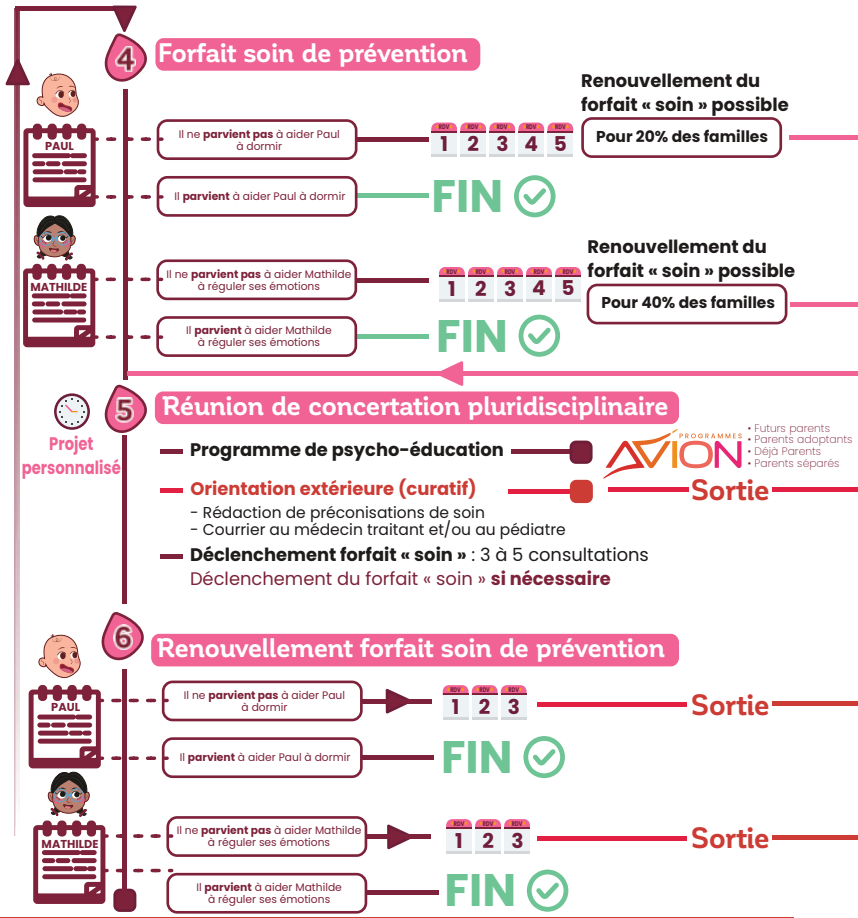 4 Forfait soin de prévention
Renouvellement du
forfait « soin » possible
PAUL
Il ne parvient pas à aider Paul
à dormir
RDV RDV RDV RDV RDV
1 2 3 4 5
Pour 20% des familles
Il parvient à aider Paul à dormir
FIN
Renouvellement du
forfait « soin » possible
MATHILDE
Il ne parvient pas à aider Mathilde
à réguler ses émotions
RDV RDV RDV RDV RDV
1 2 3 4 5
Pour 40% des familles
Il parvient à aider Mathilde
à réguler ses émotions
FIN
5 Réunion de concertation pluridisciplinaire
Projet
personnalisé
Programme de psycho-éducation
PROGRAMMES
AVION
• Futurs parents
• Parents adoptants
• Déjà Parents
• Parents séparés
Orientation extérieure (curatif)
Sortie
- Rédaction de préconisations de soin
- Courrier au médecin traitant et/ou au pédiatre
Déclenchement forfait « soin » : 3 à 5 consultations
Déclenchement du forfait « soin » si nécessaire
6 Renouvellement forfait soin de prévention
PAUL
Il ne parvient pas à aider Paul
à dormir
RDV RDV RDV
1 2 3
Sortie
Il parvient à aider Paul à dormir
FIN
MATHILDE
Il ne parvient pas à aider Mathilde
à réguler ses émotions
RDV RDV RDV
1 2 3
Sortie
Il parvient à aider Mathilde
à réguler ses émotions
FIN